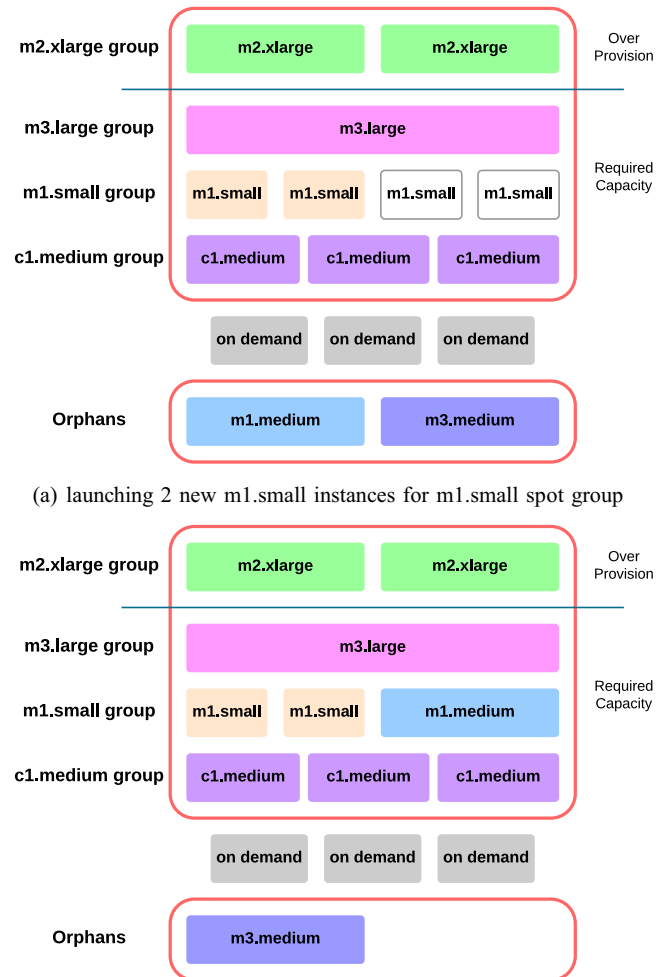 m2.xlarge group m2.xlarge m2.xlarge Over
Provision
m3.large group m3.large
Required
Capacity
m1.small group m1.small m1.small m1.small m1.small
c1.medium group c1.medium c1.medium c1.medium
on demand on demand on demand
Orphans m1.medium m3.medium
(a) launching 2 new m1.small instances for m1.small spot group
m2.xlarge group m2.xlarge m2.xlarge Over
Provision
m3.large group m3.large
Required
Capacity
m1.small group m1.small m1.small m1.medium
c1.medium group c1.medium c1.medium c1.medium
on demand on demand on demand
Orphans m3.medium